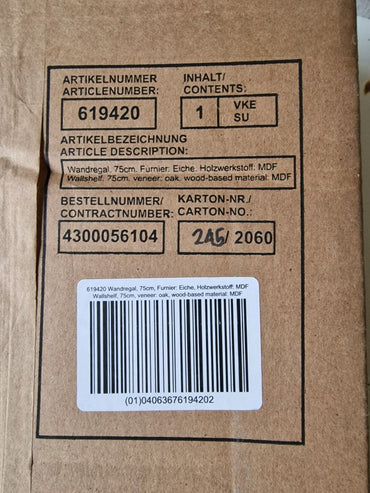 ARTIKELNUMMER
ARTICLENUMBER:
619420
INHALT/
CONTENTS:
1
VKE
SU
ARTIKELBEZEICHNUNG
ARTICLE DESCRIPTION:
Wandregal, 75cm, Furnier: Eiche, Holzwerkstoff: MDF
Wallshelf, 75cm, veneer: oak, wood-based material: MDF
BESTELLNUMMER/
CONTRACTNUMBER:
4300056104
KARTON-NR./
CARTON-NO.:
245/ 2060
619420 Wandregal, 75cm, Furnier: Eiche, Holzwerkstoff: MDF
Wallshelf, 75cm, veneer: oak, wood-based material: MDF
(01)04063676194202